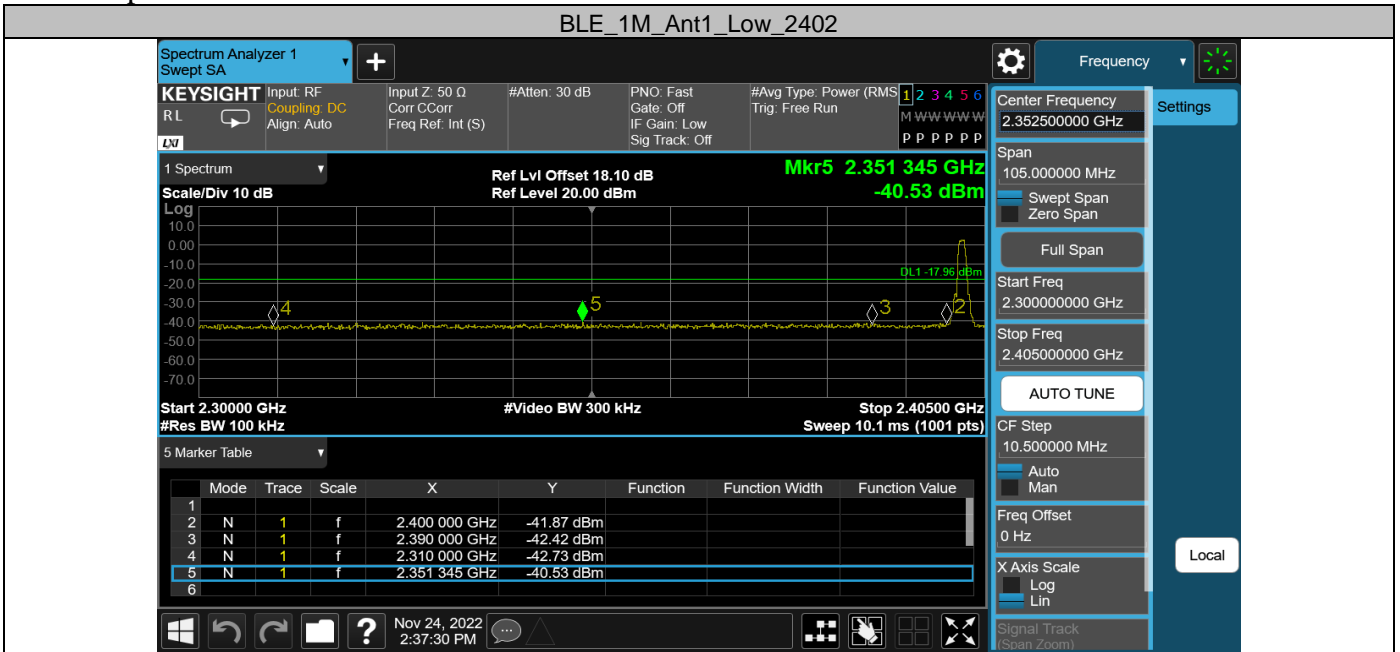 BLE_1M_Ant1_Low_2402
Spectrum Analyzer 1
Swept SA
Frequency
KEYSIGHT
RL
LXI
Input: RF
Coupling: DC
Align: Auto
Input Z: 50 Ω
Corr CCorr
Freq Ref: Int (S)
#Atten: 30 dB
PNO: Fast
Gate: Off
IF Gain: Low
Sig Track: Off
#Avg Type: Power (RMS
Trig: Free Run
1 2 3 4 5 6
M W W W W W
P P P P P P
1 Spectrum
Scale/Div 10 dB
Ref Lvl Offset 18.10 dB
Ref Level 20.00 dBm
Mkr5 2.351 345 GHz
-40.53 dBm
Log
10.0
0.00
-10.0
-20.0
-30.0
-40.0
-50.0
-60.0
-70.0
DL1 -17.96 dBm
4
5
3
2
Start 2.30000 GHz
#Video BW 300 kHz
Stop 2.40500 GHz
#Res BW 100 kHz
Sweep 10.1 ms (1001 pts)
5 Marker Table
Mode Trace Scale X Y Function Function Width Function Value
1
2 N 1 f 2.400 000 GHz -41.87 dBm
3 N 1 f 2.390 000 GHz -42.42 dBm
4 N 1 f 2.310 000 GHz -42.73 dBm
5 N 1 f 2.351 345 GHz -40.53 dBm
6
Nov 24, 2022
2:37:30 PM
Center Frequency
2.352500000 GHz
Settings
Span
105.000000 MHz
Swept Span
Zero Span
Full Span
Start Freq
2.300000000 GHz
Stop Freq
2.405000000 GHz
AUTO TUNE
CF Step
10.500000 MHz
Auto
Man
Freq Offset
0 Hz
Local
X Axis Scale
Log
Lin
Signal Track
(Span Zoom)